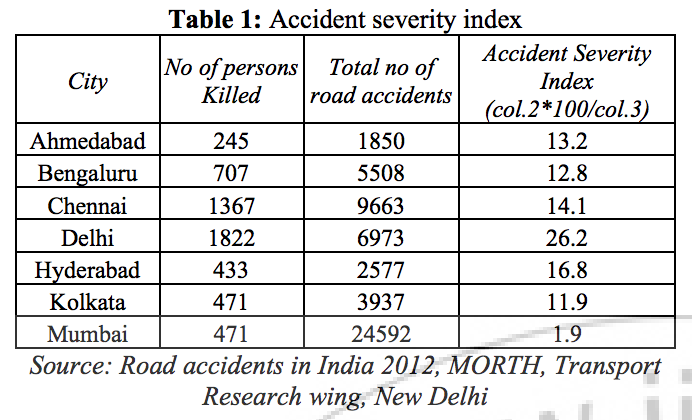 Table 1: Accident severity index
City No of persons Killed Total no of road accidents Accident Severity Index (col.2*100/col.3)
Ahmedabad 245 1850 13.2
Bengaluru 707 5508 12.8
Chennai 1367 9663 14.1
Delhi 1822 6973 26.2
Hyderabad 433 2577 16.8
Kolkata 471 3937 11.9
Mumbai 471 24592 1.9
Source: Road accidents in India 2012, MORTH, Transport
Research wing, New Delhi